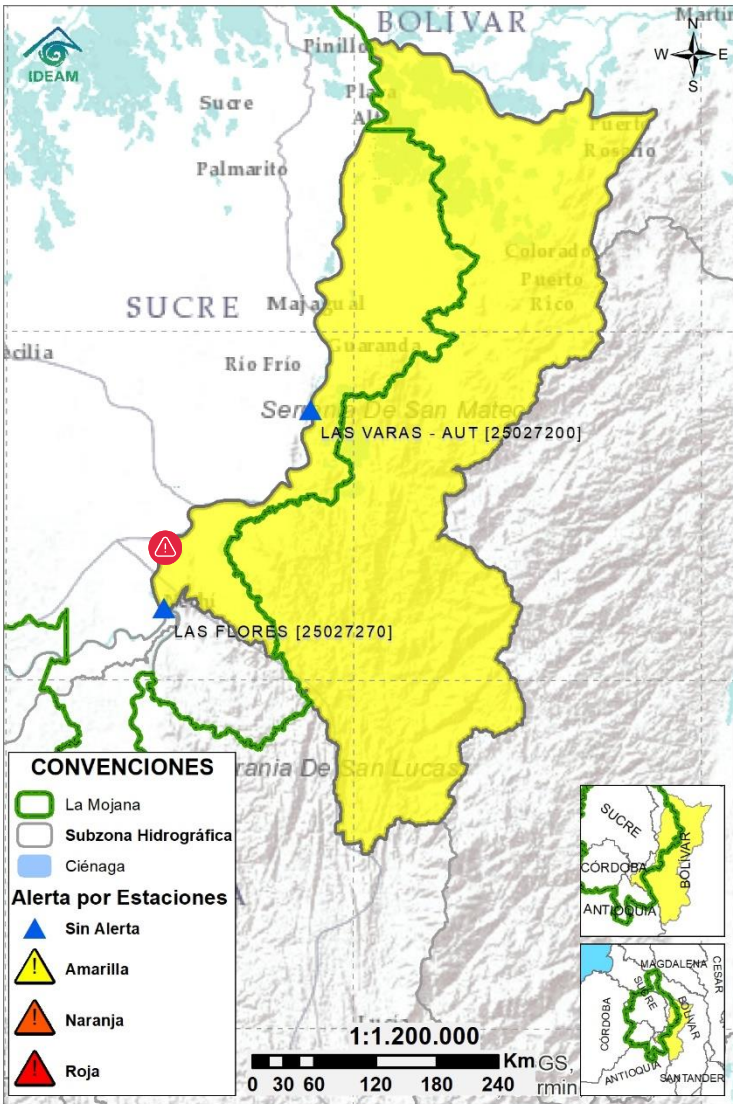 IDEAM
BOLÍVAR
Pinillo
N
W E
S
Sucre
Palmarito
Rosario
Colorado
SUCRE
Majagual
Puerto
Rico
Guaranda
Río Frío
Serranía De San Mateo
LAS VARAS - AUT [25027200]
LAS FLORES [25027270]
CONVENCIONES
La Mojana
Subzona Hidrográfica
Ciénaga
Alerta por Estaciones
Sin Alerta
Amarilla
Naranja
Roja
De San Lucas
1:1.200.000
Km
0 30 60 120 180 240
SUCRE
CÓRDOBA
BOLÍVAR
ANTIOQUIA
MAGDALENA
CESAR
SUCRE
BOLÍVAR
CÓRDOBA
ANTIOQUIA
SANTANDER